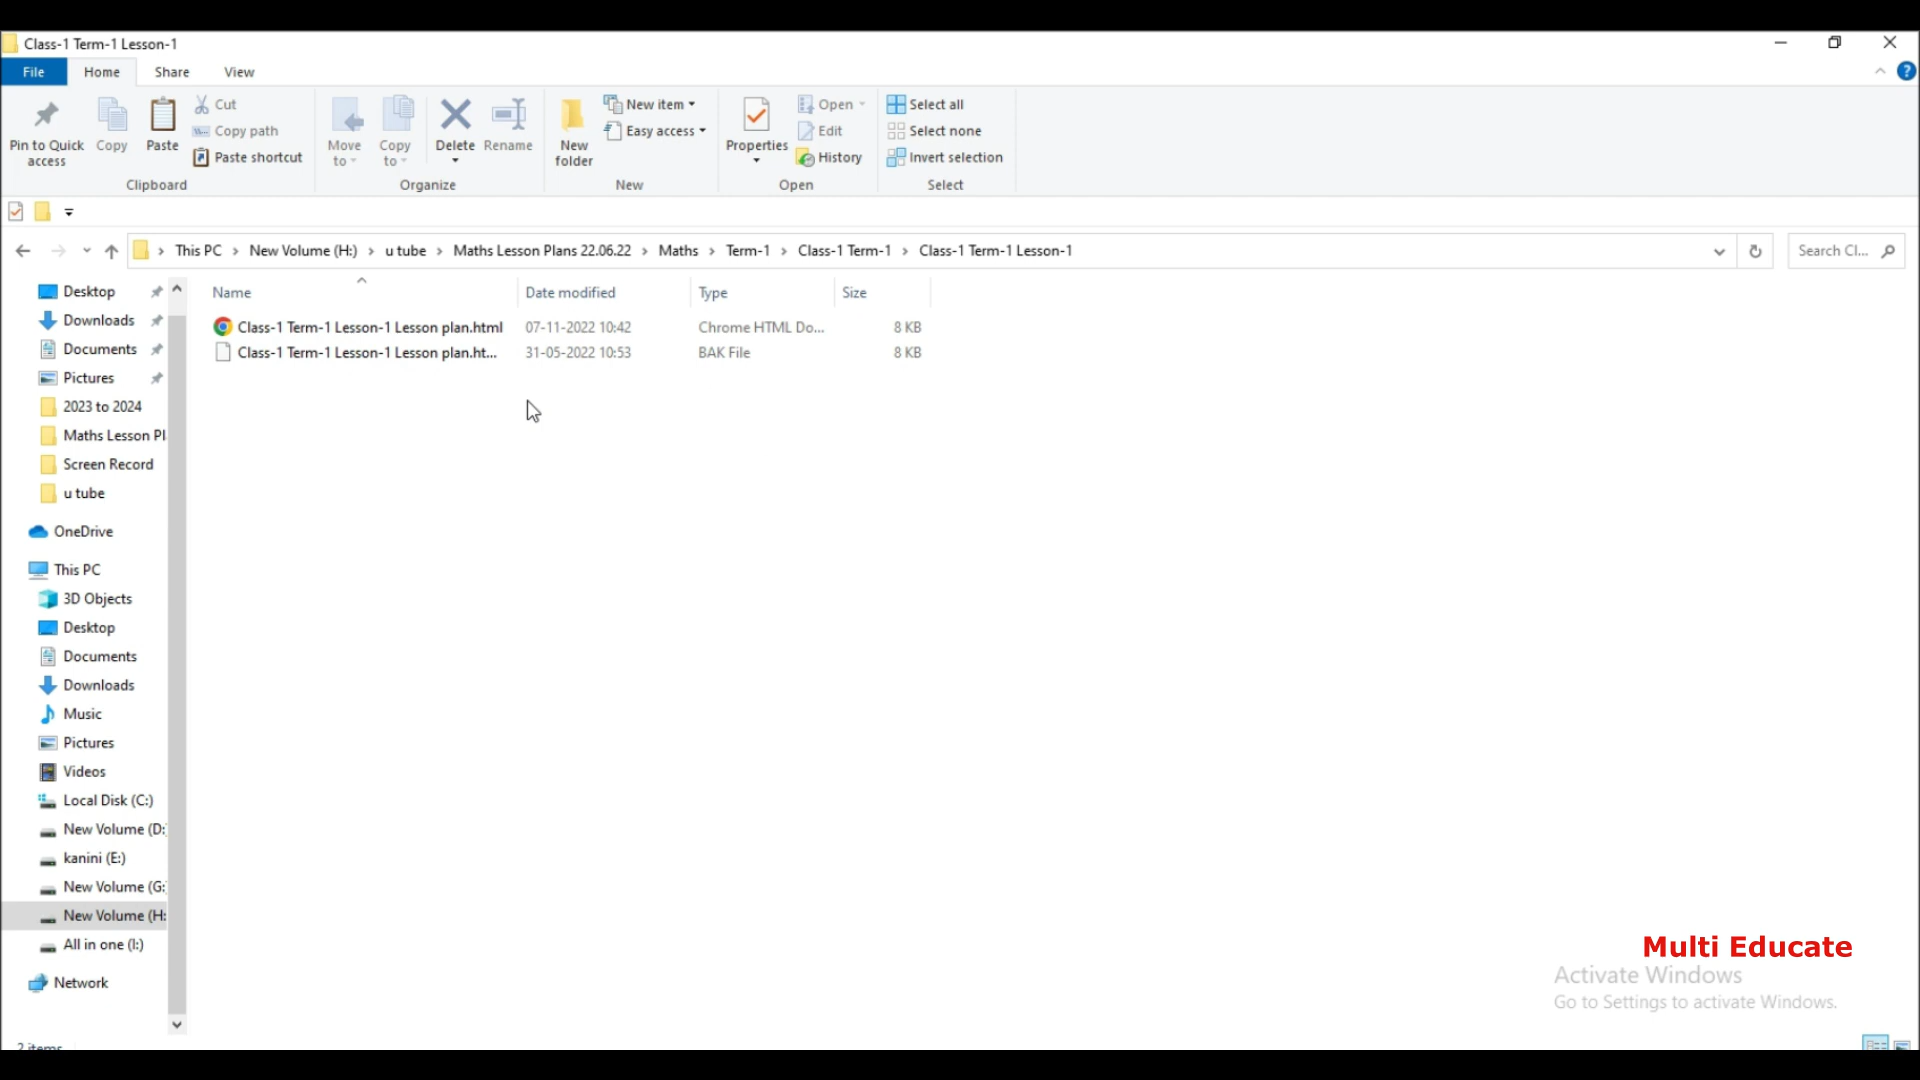 Class-1 Term-1 Lesson-1
File Home Share View
Pin to Quick access
Copy
Paste
Cut
Copy path
Paste shortcut
Clipboard
Move to
Copy to
Delete
Rename
Organize
New folder
New item
Easy access
New
Properties
Open
Edit
History
Open
Select all
Select none
Invert selection
Select
This PC › New Volume (H:) › u tube › Maths Lesson Plans 22.06.22 › Maths › Term-1 › Class-1 Term-1 › Class-1 Term-1 Lesson-1
Search Cl...
Name Date modified Type Size
Class-1 Term-1 Lesson-1 Lesson plan.html 07-11-2022 10:42 Chrome HTML Do... 8 KB
Class-1 Term-1 Lesson-1 Lesson plan.ht... 31-05-2022 10:53 BAK File 8 KB
Desktop
Downloads
Documents
Pictures
2023 to 2024
Maths Lesson Pl
Screen Record
u tube
OneDrive
This PC
3D Objects
Desktop
Documents
Downloads
Music
Pictures
Videos
Local Disk (C:)
New Volume (D:
kanini (E:)
New Volume (G:
New Volume (H:
All in one (I:)
Network
2 items
Multi Educate
Activate Windows
Go to Settings to activate Windows.